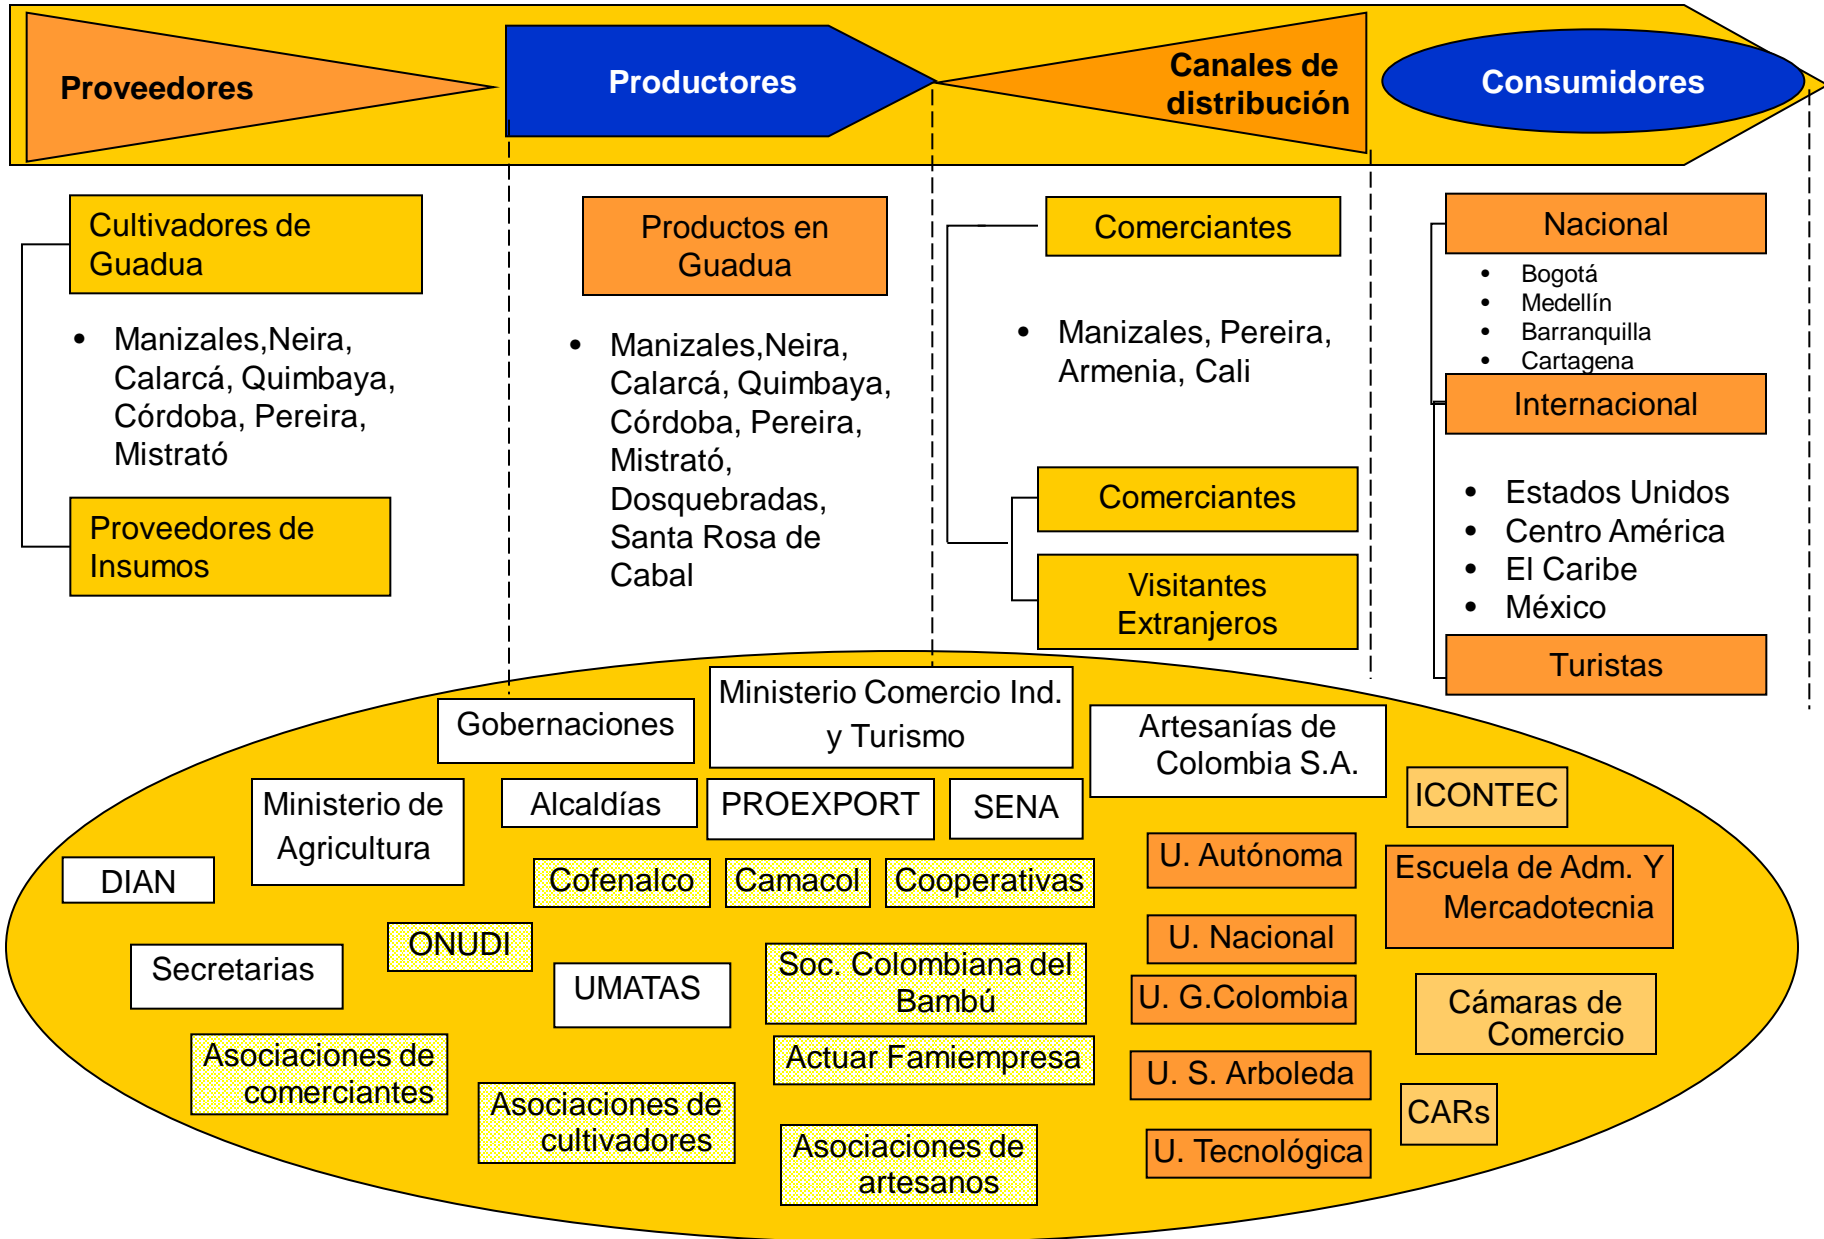 Proveedores
Productores
Canales de
distribución
Consumidores
Cultivadores de
Guadua
Manizales,Neira,
Calarcá, Quimbaya,
Córdoba, Pereira,
Mistrató
Proveedores de
Insumos
Productos en
Guadua
Manizales,Neira,
Calarcá, Quimbaya,
Córdoba, Pereira,
Mistrató,
Dosquebradas,
Santa Rosa de
Cabal
Comerciantes
Manizales, Pereira,
Armenia, Cali
Comerciantes
Visitantes
Extranjeros
Nacional
Bogotá
Medellín
Barranquilla
Cartagena
Internacional
Estados Unidos
Centro América
El Caribe
México
Turistas
Gobernaciones
Ministerio Comercio Ind.
y Turismo
Artesanías de
Colombia S.A.
Ministerio de
Agricultura
Alcaldías
PROEXPORT
SENA
ICONTEC
DIAN
Cofenalco
Camacol
Cooperativas
U. Autónoma
Escuela de Adm. Y
Mercadotecnia
Secretarias
ONUDI
UMATAS
Soc. Colombiana del
Bambú
U. Nacional
U. G.Colombia
Cámaras de
Comercio
Asociaciones de
comerciantes
Asociaciones de
cultivadores
Actuar Famiempresa
Asociaciones de
artesanos
U. S. Arboleda
U. Tecnológica
CARs